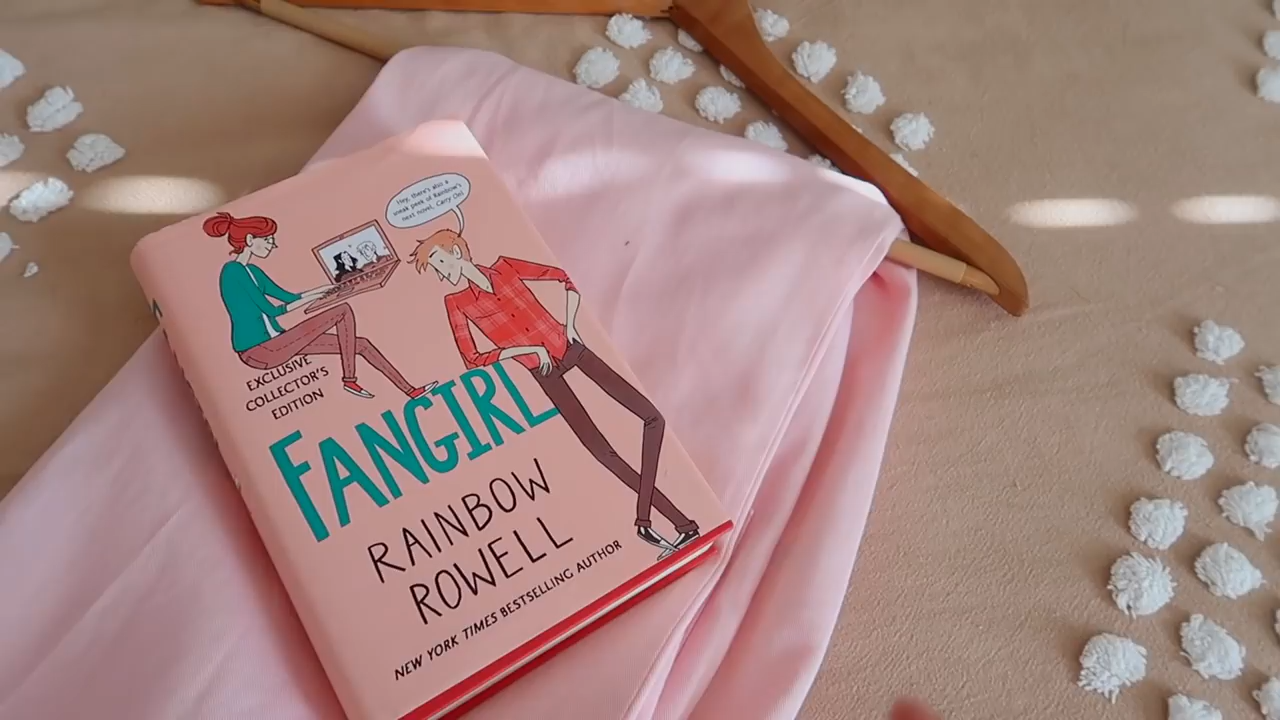 Hey, there's also a
sneak peek of Rainbow's
next novel, Carry On!
EXCLUSIVE
COLLECTOR'S
EDITION
FANGIRL
RAINBOW
ROWELL
NEW YORK TIMES BESTSELLING AUTHOR